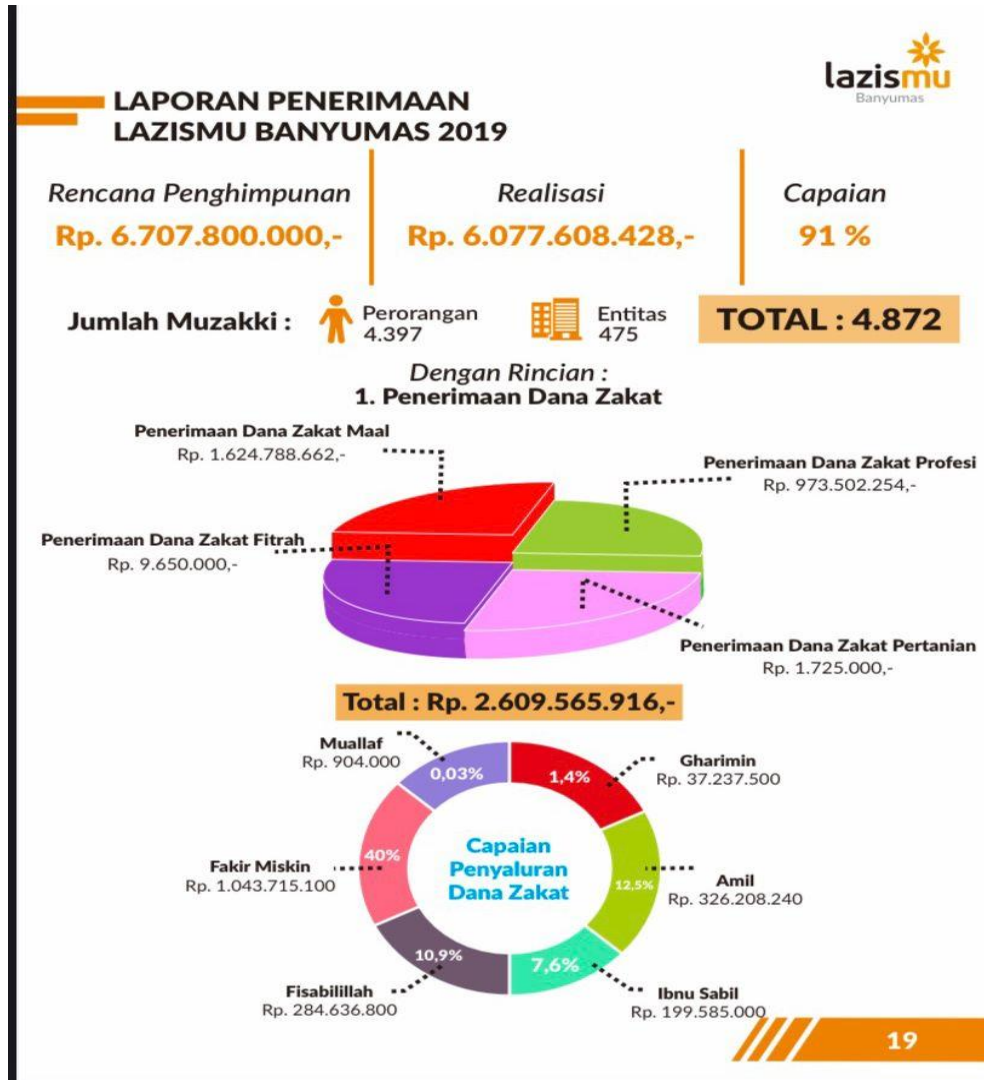 lazismu
Banyumas
LAPORAN PENERIMAAN
LAZISMU BANYUMAS 2019
Rencana Penghimpunan
Rp. 6.707.800.000,-
Realisasi
Rp. 6.077.608.428,-
Capaian
91 %
Jumlah Muzakki :
Perorangan
4.397
Entitas
475
TOTAL : 4.872
Dengan Rincian :
1. Penerimaan Dana Zakat
Penerimaan Dana Zakat Maal
Rp. 1.624.788.662,-
Penerimaan Dana Zakat Profesi
Rp. 973.502.254,-
Penerimaan Dana Zakat Fitrah
Rp. 9.650.000,-
Penerimaan Dana Zakat Pertanian
Rp. 1.725.000,-
Total : Rp. 2.609.565.916,-
Muallaf
Rp. 904.000
0,03%
Gharimin
Rp. 37.237.500
1,4%
Fakir Miskin
Rp. 1.043.715.100
40%
Capaian
Penyaluran
Dana Zakat
Amil
Rp. 326.208.240
12,5%
Fisabilillah
Rp. 284.636.800
10,9%
Ibnu Sabil
Rp. 199.585.000
7,6%
19